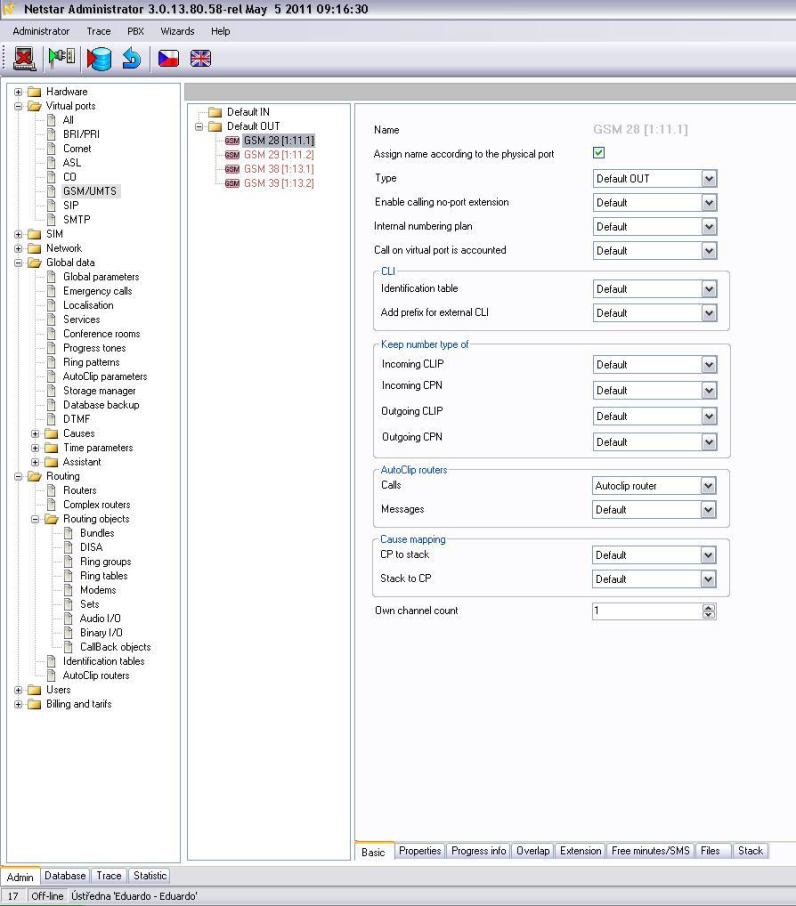 Netstar Administrator 3.0.13.80.58-rel May 5 2011 09:16:30
Administrator Trace PBX Wizards Help
Hardware
Virtual ports
All
BRI/PRI
Cornet
ASL
CO
GSM/UMTS
SIP
SMTP
SIM
Network
Global data
Global parameters
Emergency calls
Localisation
Services
Conference rooms
Progress tones
Ring patterns
AutoClip parameters
Storage manager
Database backup
DTMF
Causes
Time parameters
Assistant
Routing
Routers
Complex routers
Routing objects
Bundles
DISA
Ring groups
Ring tables
Modems
Sets
Audio I/O
Binary I/O
CallBack objects
Identification tables
AutoClip routers
Users
Billing and tarifs
Default IN
Default OUT
GSM GSM 28 [1:11.1]
GSM GSM 29 [1:11.2]
GSM GSM 38 [1:13.1]
GSM GSM 39 [1:13.2]
Name GSM 28 [1:11.1]
Assign name according to the physical port
Type Default OUT
Enable calling no-port extension Default
Internal numbering plan Default
Call on virtual port is accounted Default
CLI
Identification table Default
Add prefix for external CLI Default
Keep number type of
Incoming CLIP Default
Incoming CPN Default
Outgoing CLIP Default
Outgoing CPN Default
AutoClip routers
Calls Autoclip router
Messages Default
Cause mapping
CP to stack Default
Stack to CP Default
Own channel count 1
Basic Properties Progress info Overlap Extension Free minutes/SMS Files Stack
Admin Database Trace Statistic
17 Off-line Ústředna 'Eduardo - Eduardo'